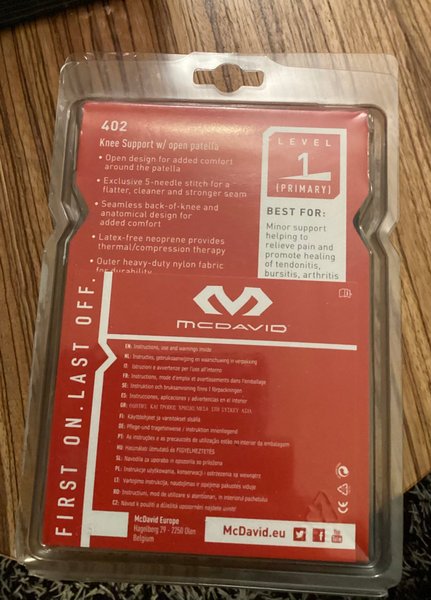 402
Knee Support w/ open patella
• Open design for added comfort
around the patella
• Exclusive 5-needle stitch for a
flatter, cleaner and stronger seam
• Seamless back-of-knee and
anatomical design for
added comfort
• Latex-free neoprene provides
thermal/compression therapy
• Outer heavy-duty nylon fabric
for durability
LEVEL
1
(PRIMARY)
BEST FOR:
Minor support
helping to
relieve pain and
promote healing of
tendonitis,
bursitis, arthritis
FIRST ON. LAST OFF.
MCDAVID
EN: Instructions, use and warnings inside
NL: Instructies, gebruiksaanwijzing en waarschuwing in verpakking
IT: Istruzioni e avvertenze per l'uso all'interno
FR: Instructions, mode d'emploi et avertissements dans l'emballage
SE: Instruktion och bruksanvisning finns i förpackningen
ES: Instrucciones, aplicaciones y advertencias en el interior
GR:
FI: Käyttöohjeet ja varoitukset sisällä
DE: Pflege-und tragehinweise / instruktion innenliegend
PT: As instruções e as precauções de utilização estão no interior da embalagem
HU: Használati útmutató és FIGYELMEZTETÉS
SL: Navodila za uporabo in opozorila so priložena
PL: Instrukcje użytkowania, konserwacji i ostrzeżenia są wewnątrz
LT: Vartojimo instrukcija, naudojimas ir įspėjimai pakuotės viduje
RO: Instructiuni, mod de utilizare si atentionari, in interiorul pachetului
CZ: Návod k použití a důležitá upozornění najdete uvnitř
McDavid Europe
Hagelberg 29 - 2250 Olen
Belgium
McDavid.eu
You
Tube
CE